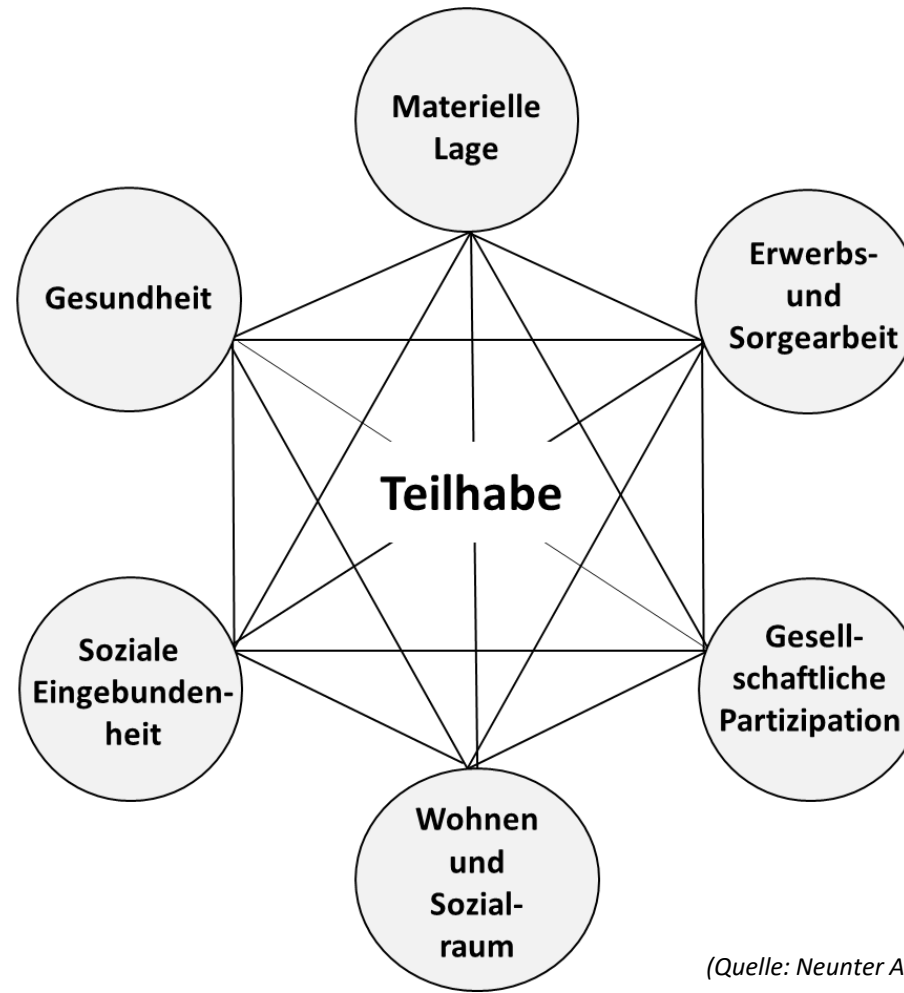 Materielle
Lage
Gesundheit
Erwerbs-
und
Sorgearbeit
Teilhabe
Soziale
Eingebunden-
heit
Gesell-
schaftliche
Partizipation
Wohnen
und
Sozial-
raum
(Quelle: Neunter A